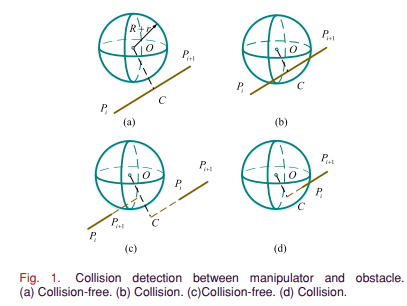 R+r
O
P_{i+1}
C
P_i
(a)
P_{i+1}
O
P_i
C
(b)
P_{i+1}
O
P_i
P_{i+1}
C
P_i
(c)
P_{i+1}
O
P_i
C
(d)
Fig. 1. Collision detection between manipulator and obstacle.
(a) Collision-free. (b) Collision. (c)Collision-free. (d) Collision.